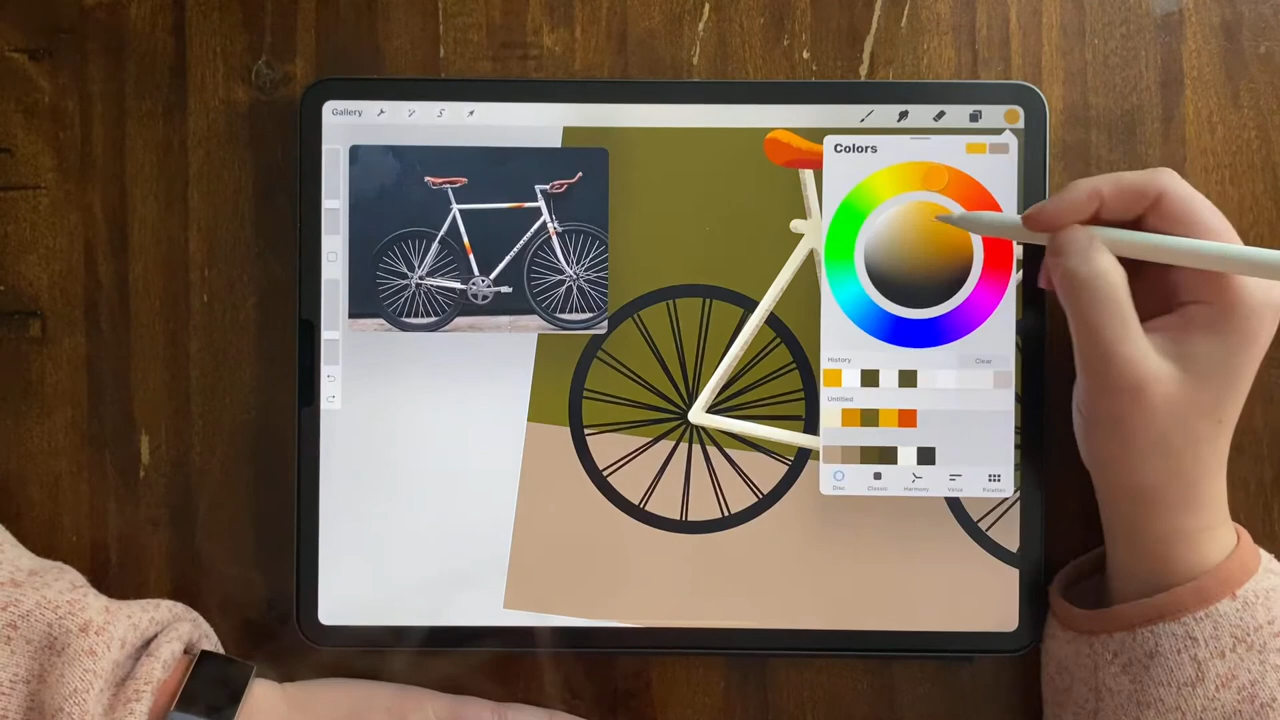 Gallery
Colors
History
Clear
Untitled
Disc
Classic
Harmony
Value
Palettes